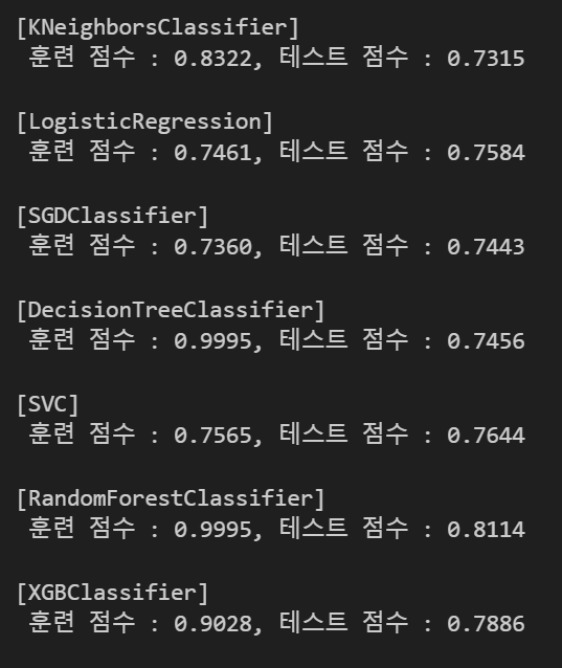 [KNeighborsClassifier]
훈련 점수 : 0.8322, 테스트 점수 : 0.7315
[LogisticRegression]
훈련 점수 : 0.7461, 테스트 점수 : 0.7584
[SGDClassifier]
훈련 점수 : 0.7360, 테스트 점수 : 0.7443
[DecisionTreeClassifier]
훈련 점수 : 0.9995, 테스트 점수 : 0.7456
[SVC]
훈련 점수 : 0.7565, 테스트 점수 : 0.7644
[RandomForestClassifier]
훈련 점수 : 0.9995, 테스트 점수 : 0.8114
[XGBClassifier]
훈련 점수 : 0.9028, 테스트 점수 : 0.7886